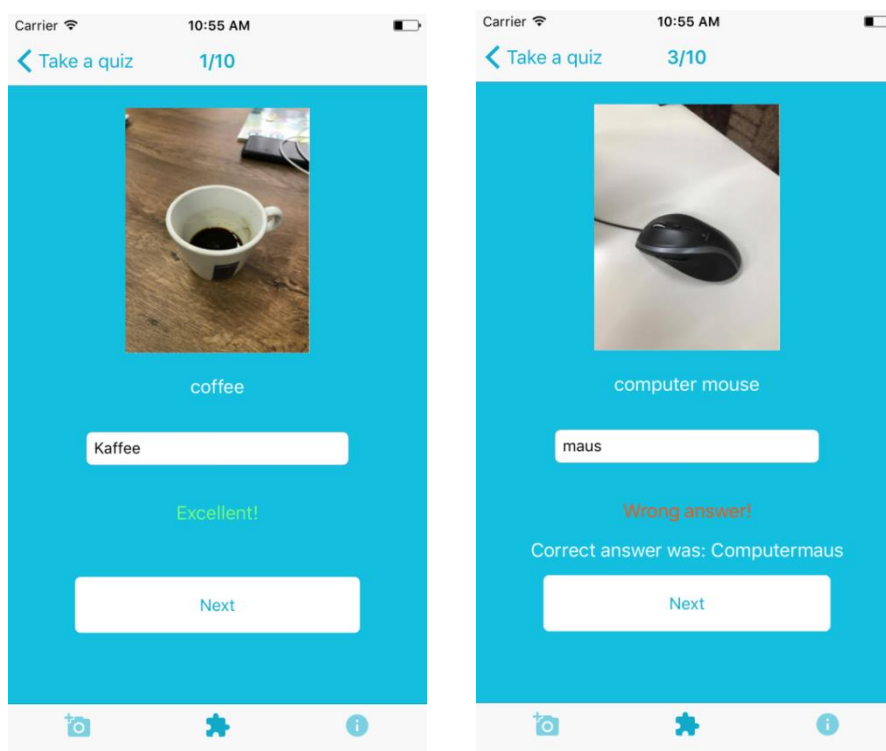 Carrier 10:55 AM
Take a quiz 1/10
coffee
Kaffee
Excellent!
Next
Carrier 10:55 AM
Take a quiz 3/10
computer mouse
maus
Wrong answer!
Correct answer was: Computermaus
Next